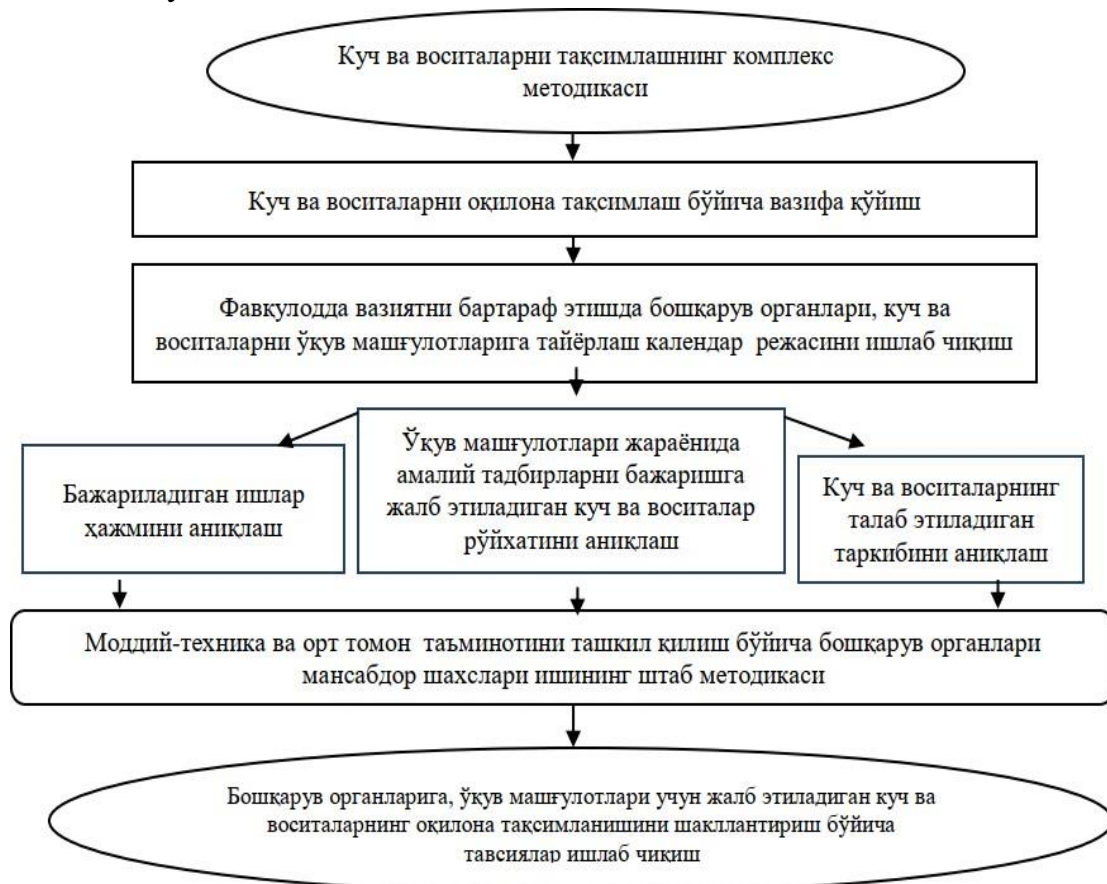 Куч ва воситаларни тақсимлашнинг комплекс
методикаси
Куч ва воситаларни оқилона тақсимлаш бўйича вазифа қўйиш
Фавқулодда вазиятни бартараф этишда бошқарув органлари, куч ва
воситаларни ўқув машғулотларига тайёрлаш календар режасини ишлаб чиқиш
Бажариладиган ишлар
ҳажмини аниқлаш
Ўқув машғулотлари жараёнида
амалий тадбирларни бажаришга
жалб этиладиган куч ва воситалар
рўйхатини аниқлаш
Куч ва воситаларнинг
талаб этиладиган
таркибини аниқлаш
Моддий-техника ва орт томон таъминотини ташкил қилиш бўйича бошқарув органлари
мансабдор шахслари ишининг штаб методикаси
Бошқарув органларига, ўқув машғулотлари учун жалб этиладиган куч ва
воситаларнинг оқилона тақсимланишини шакллантириш бўйича
тавсиялар ишлаб чиқиш